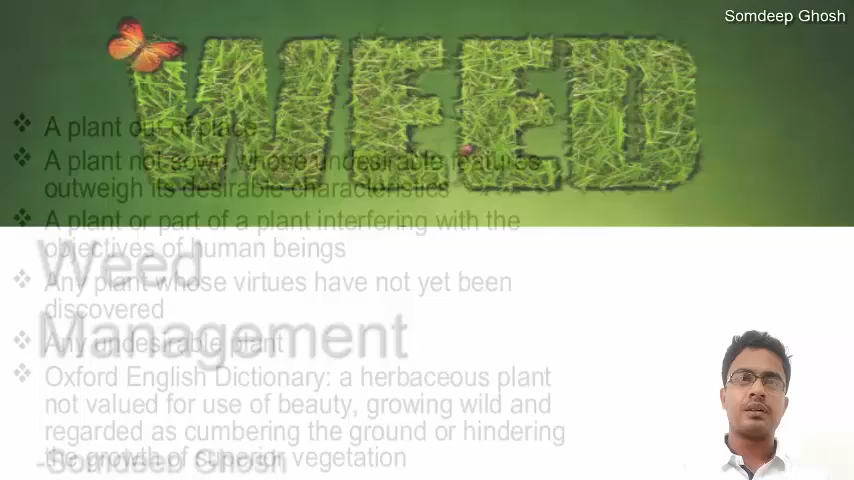 Somdeep Ghosh
WEED
A plant out of place
A plant not sown whose undesirable features
outweigh its desirable characteristics
A plant or part of a plant interfering with the
objectives of human beings
Weed
Any plant whose virtues have not yet been
discovered
Management
Any undesirable plant
Oxford English Dictionary: a herbaceous plant
not valued for use of beauty, growing wild and
regarded as cumbering the ground or hindering
the growth of superior vegetation
-Somdeep Ghosh